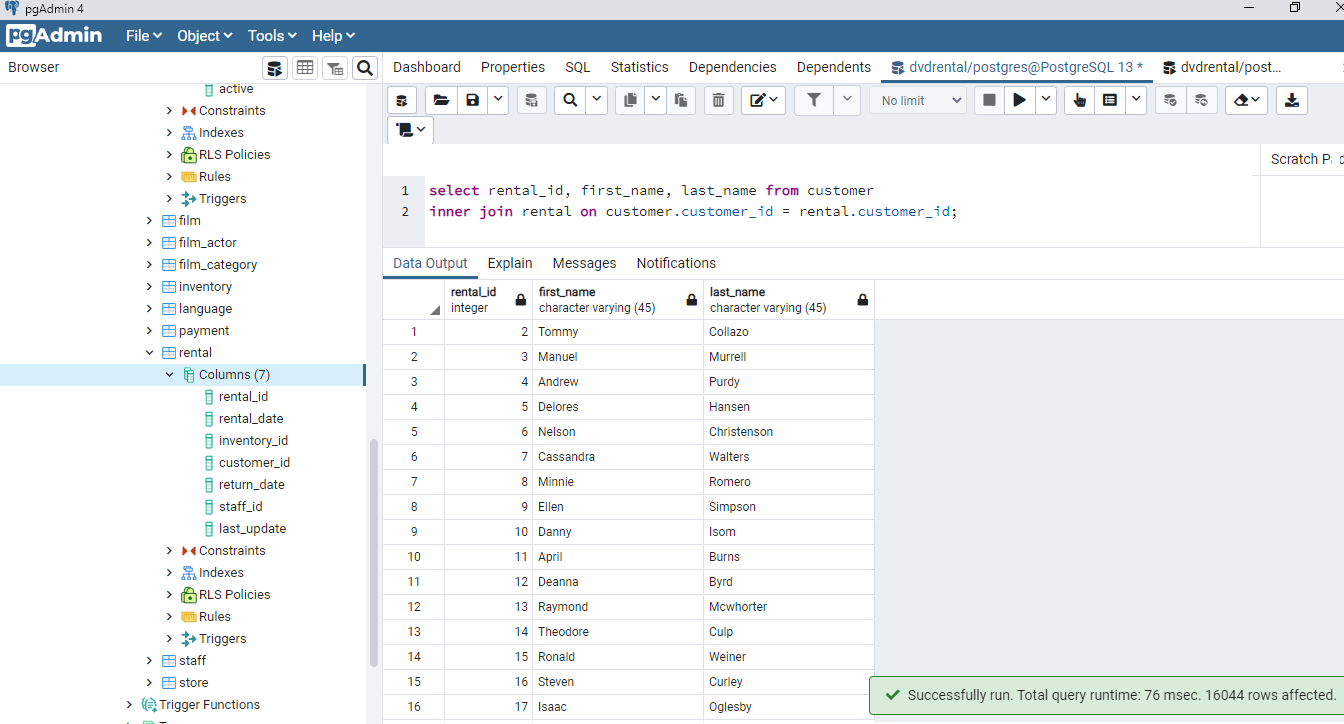 pgAdmin 4
pgAdmin File Object Tools Help
Browser
Dashboard Properties SQL Statistics Dependencies Dependents dvdrental/postgres@PostgreSQL 13 * dvdrental/post...
active
Constraints
Indexes
RLS Policies
Rules
Triggers
film
film_actor
film_category
inventory
language
payment
rental
Columns (7)
rental_id
rental_date
inventory_id
customer_id
return_date
staff_id
last_update
Constraints
Indexes
RLS Policies
Rules
Triggers
staff
store
Trigger Functions
No limit
Scratch Pa
1 select rental_id, first_name, last_name from customer
2 inner join rental on customer.customer_id = rental.customer_id;
Data Output Explain Messages Notifications
rental_id first_name last_name
integer character varying (45) character varying (45)
1 2 Tommy Collazo
2 3 Manuel Murrell
3 4 Andrew Purdy
4 5 Delores Hansen
5 6 Nelson Christenson
6 7 Cassandra Walters
7 8 Minnie Romero
8 9 Ellen Simpson
9 10 Danny Isom
10 11 April Burns
11 12 Deanna Byrd
12 13 Raymond Mcwhorter
13 14 Theodore Culp
14 15 Ronald Weiner
15 16 Steven Curley
16 17 Isaac Oglesby
Successfully run. Total query runtime: 76 msec. 16044 rows affected.